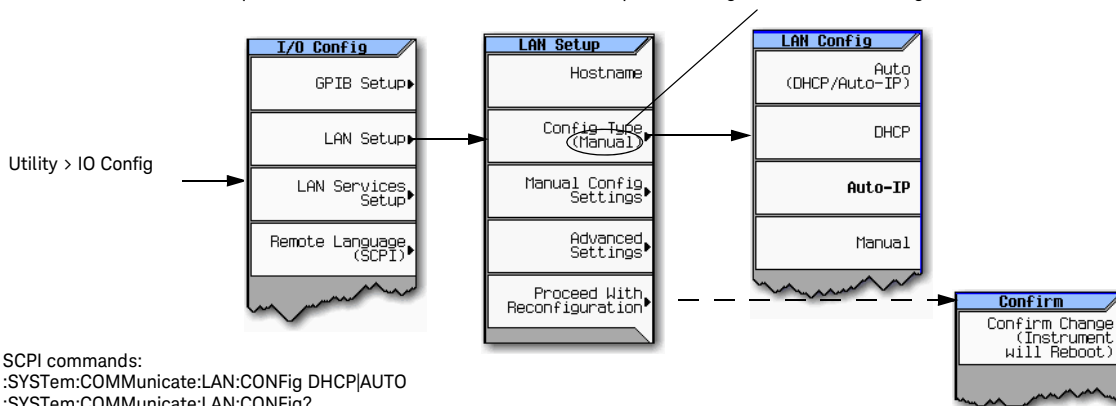 Utility > IO Config
I/O Config
GPIB Setup
LAN Setup
LAN Services
Setup
Remote Language
(SCPI)
LAN Setup
Hostname
Config Type
(Manual)
Manual Config
Settings
Advanced
Settings
Proceed With
Reconfiguration
LAN Config
Auto
(DHCP/Auto-IP)
DHCP
Auto-IP
Manual
Confirm
Confirm Change
(Instrument
will Reboot)
SCPI commands:
:SYSTem:COMMunicate:LAN:CONFig DHCP|AUTO
:SYSTem:COMMunicate:LAN:CONFig?